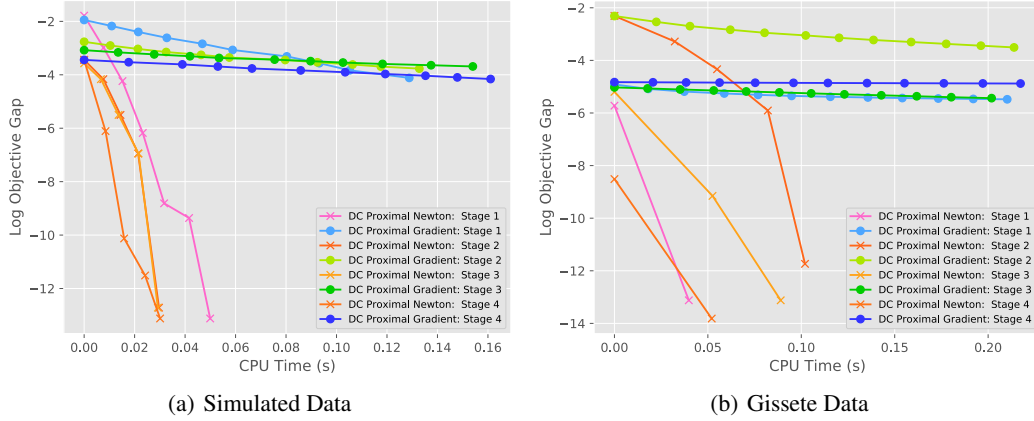 −2
−4
−6
−8
−10
−12
Log Objective Gap
0.00 0.02 0.04 0.06 0.08 0.10 0.12 0.14 0.16
CPU Time (s)
DC Proximal Newton: Stage 1
DC Proximal Gradient: Stage 1
DC Proximal Newton: Stage 2
DC Proximal Gradient: Stage 2
DC Proximal Newton: Stage 3
DC Proximal Gradient: Stage 3
DC Proximal Newton: Stage 4
DC Proximal Gradient: Stage 4
(a) Simulated Data
−2
−4
−6
−8
−10
−12
−14
Log Objective Gap
0.00 0.05 0.10 0.15 0.20
CPU Time (s)
DC Proximal Newton: Stage 1
DC Proximal Gradient: Stage 1
DC Proximal Newton: Stage 2
DC Proximal Gradient: Stage 2
DC Proximal Newton: Stage 3
DC Proximal Gradient: Stage 3
DC Proximal Newton: Stage 4
DC Proximal Gradient: Stage 4
(b) Gissete Data